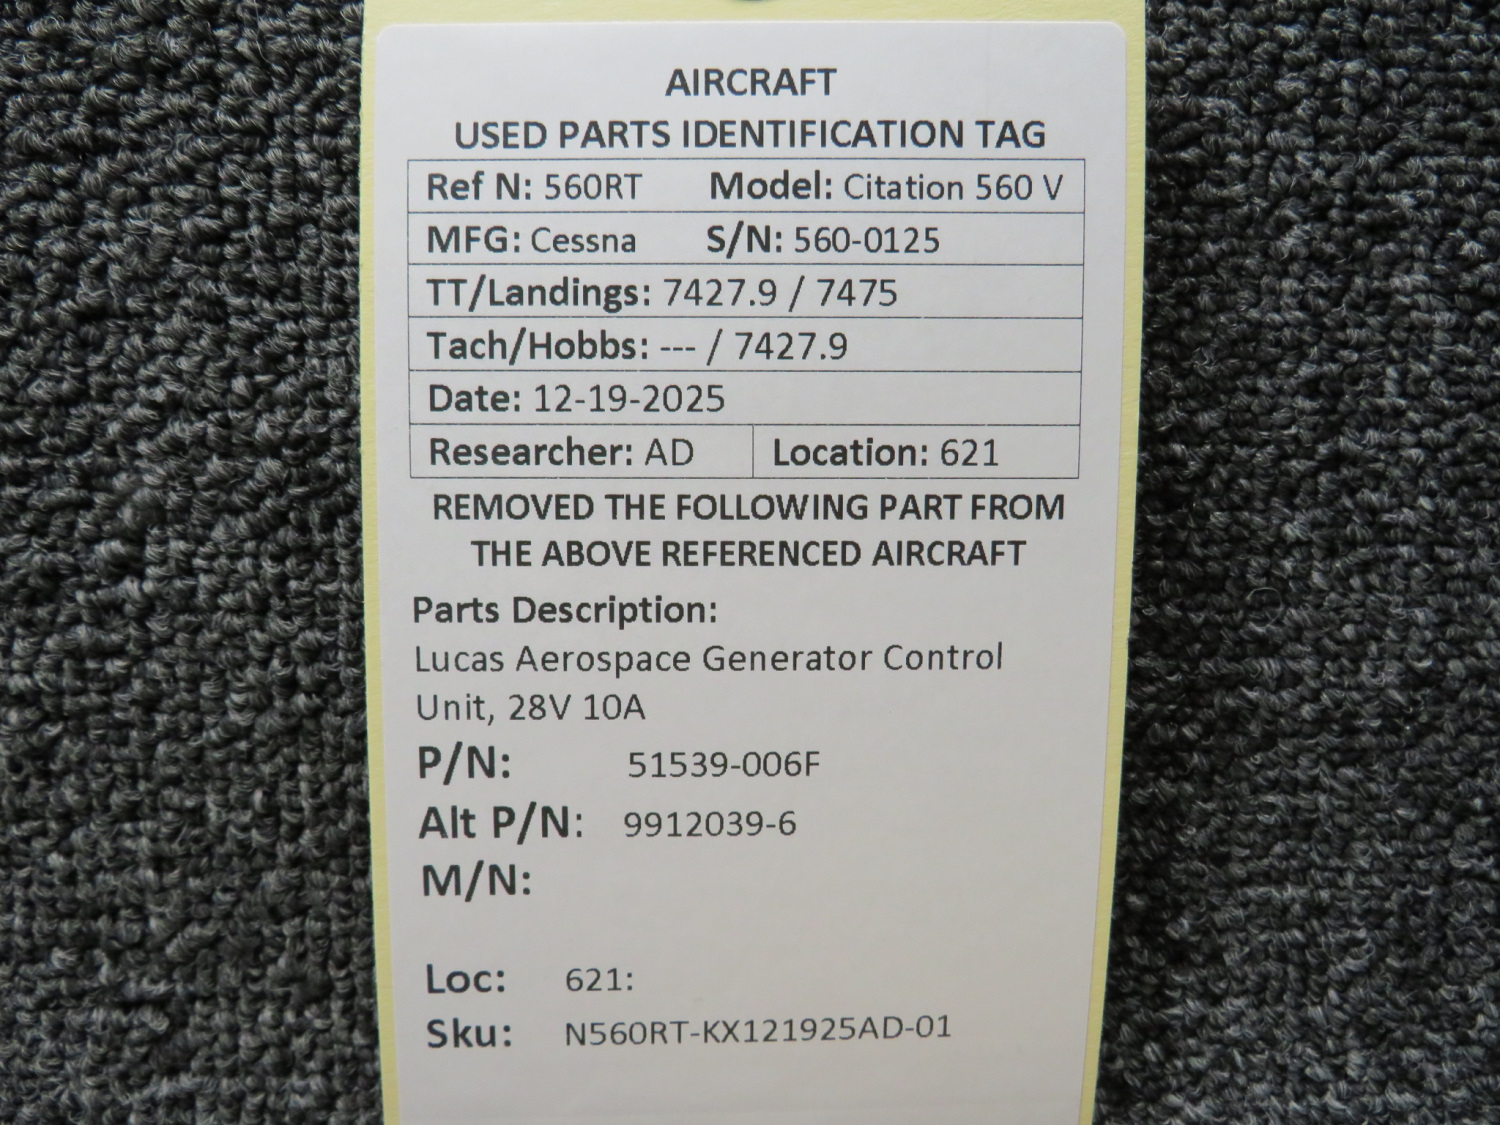 AIRCRAFT
USED PARTS IDENTIFICATION TAG
Ref N: 560RT Model: Citation 560 V
MFG: Cessna S/N: 560-0125
TT/Landings: 7427.9 / 7475
Tach/Hobbs: --- / 7427.9
Date: 12-19-2025
Researcher: AD Location: 621
REMOVED THE FOLLOWING PART FROM
THE ABOVE REFERENCED AIRCRAFT
Parts Description:
Lucas Aerospace Generator Control
Unit, 28V 10A
P/N: 51539-006F
Alt P/N: 9912039-6
M/N:
Loc: 621:
Sku: N560RT-KX121925AD-01